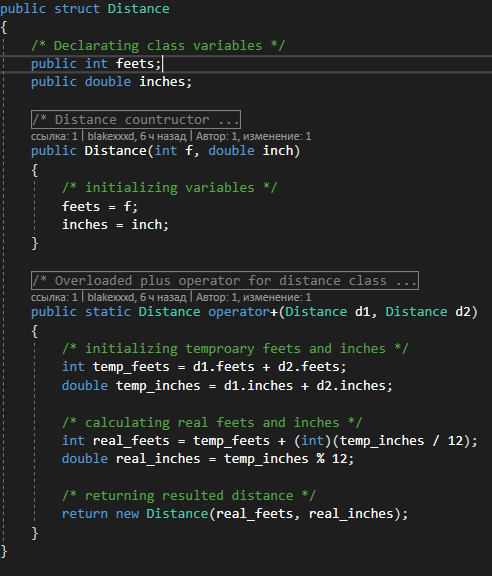 public struct Distance
{
/* Declarating class variables */
public int feets;
public double inches;
/* Distance countructor ...
ссылка: 1 | blakexxxd, 6 ч назад | Автор: 1, изменение: 1
public Distance(int f, double inch)
{
/* initializing variables */
feets = f;
inches = inch;
}
/* Overloaded plus operator for distance class ...
ссылка: 1 | blakexxxd, 6 ч назад | Автор: 1, изменение: 1
public static Distance operator+(Distance d1, Distance d2)
{
/* initializing temproary feets and inches */
int temp_feets = d1.feets + d2.feets;
double temp_inches = d1.inches + d2.inches;
/* calculating real feets and inches */
int real_feets = temp_feets + (int)(temp_inches / 12);
double real_inches = temp_inches % 12;
/* returning resulted distance */
return new Distance(real_feets, real_inches);
}
}